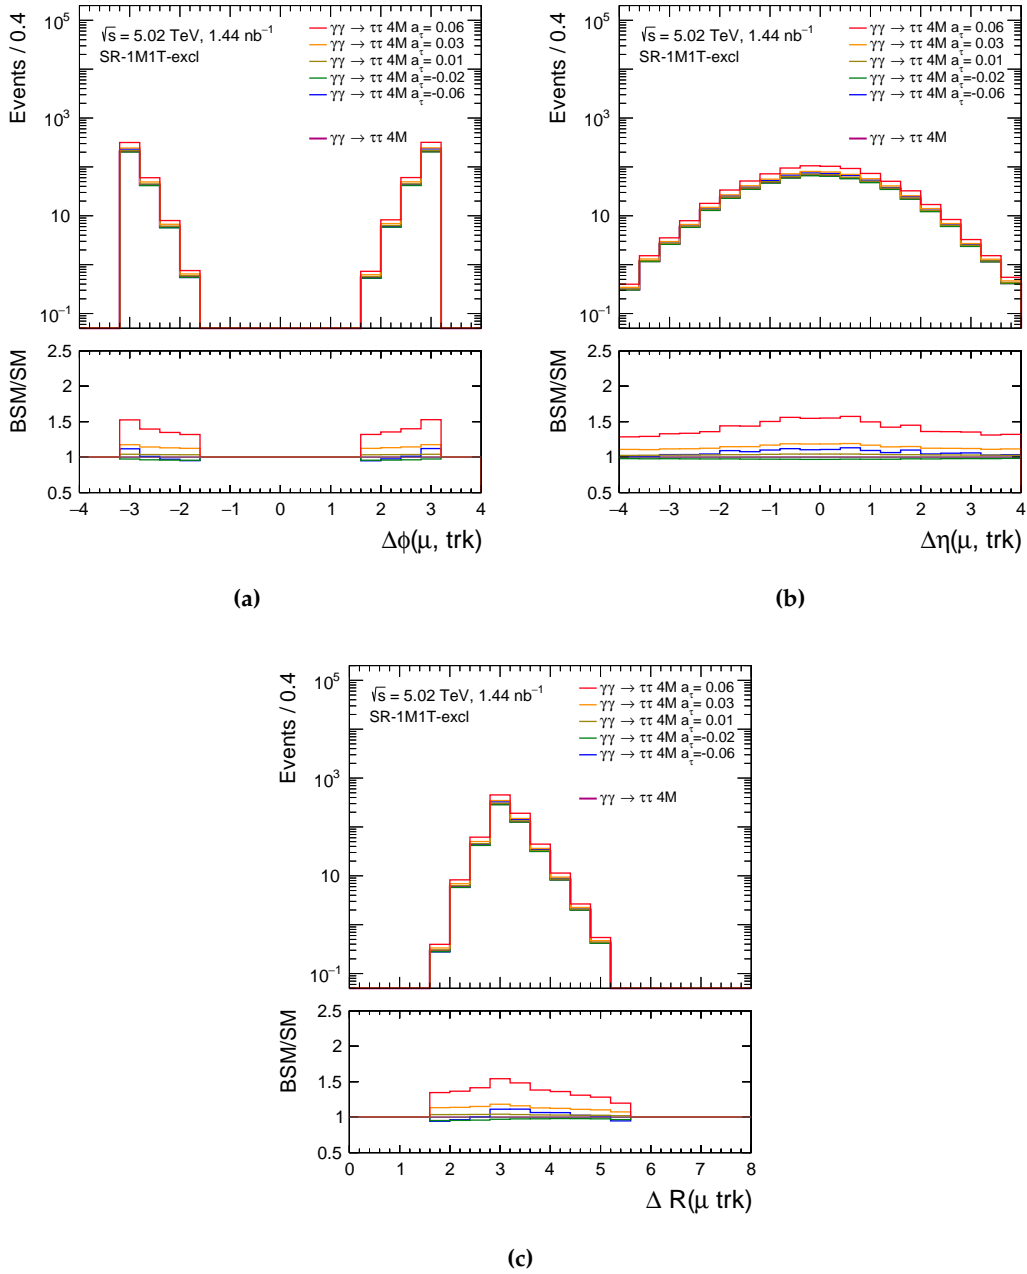 Events / 0.4
10⁵
10³
10
10⁻¹
√s = 5.02 TeV, 1.44 nb⁻¹
SR-1M1T-excl
γγ → ττ 4M a_τ= 0.06
γγ → ττ 4M a_τ= 0.03
γγ → ττ 4M a_τ= 0.01
γγ → ττ 4M a_τ=-0.02
γγ → ττ 4M a_τ=-0.06
γγ → ττ 4M
BSM/SM
2.5
2
1.5
1
0.5
−4 −3 −2 −1 0 1 2 3 4
Δϕ(μ, trk)
(a)
Events / 0.4
10⁵
10³
10
10⁻¹
√s = 5.02 TeV, 1.44 nb⁻¹
SR-1M1T-excl
γγ → ττ 4M a_τ= 0.06
γγ → ττ 4M a_τ= 0.03
γγ → ττ 4M a_τ= 0.01
γγ → ττ 4M a_τ=-0.02
γγ → ττ 4M a_τ=-0.06
γγ → ττ 4M
BSM/SM
2.5
2
1.5
1
0.5
−4 −3 −2 −1 0 1 2 3 4
Δη(μ, trk)
(b)
Events / 0.4
10⁵
10³
10
10⁻¹
√s = 5.02 TeV, 1.44 nb⁻¹
SR-1M1T-excl
γγ → ττ 4M a_τ= 0.06
γγ → ττ 4M a_τ= 0.03
γγ → ττ 4M a_τ= 0.01
γγ → ττ 4M a_τ=-0.02
γγ → ττ 4M a_τ=-0.06
γγ → ττ 4M
BSM/SM
2.5
2
1.5
1
0.5
0 1 2 3 4 5 6 7 8
Δ R(μ trk)
(c)